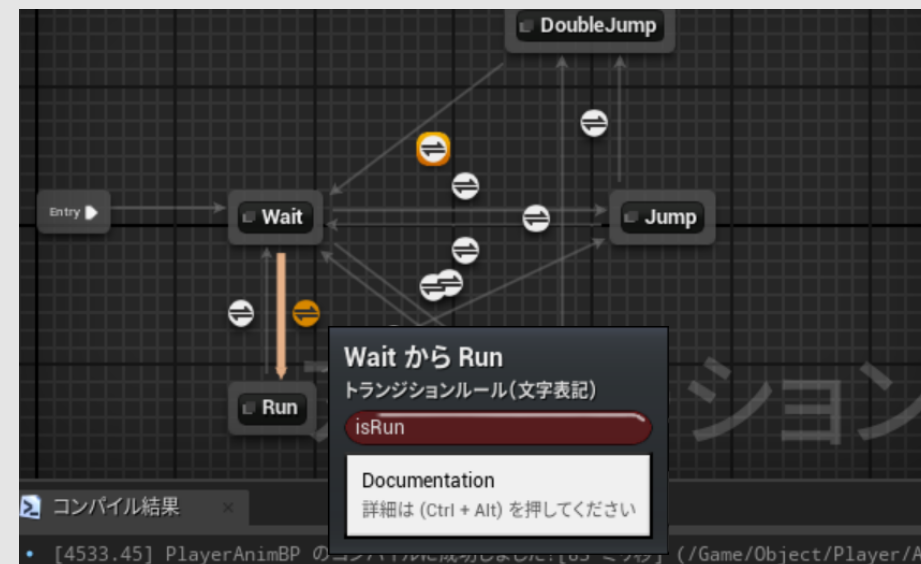 DoubleJump
Entry
Wait
Jump
Wait から Run
トランジションルール(文字表記)
Run
isRun
ション
Documentation
詳細は (Ctrl + Alt) を押してください
コンパイル結果
[4533.45] PlayerAnimBP の
(/Game/Object/Player/A